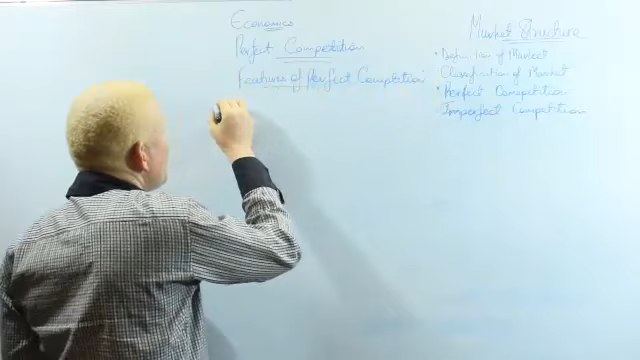 Economics
Perfect Competition
Features of Perfect Competition
Market Structure
• Definition of Market
Classification of Market
• Perfect Competition
Imperfect Competition